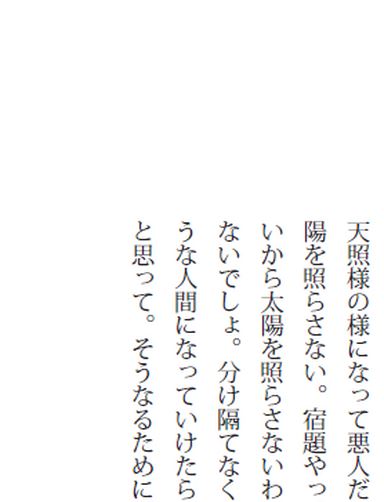 天照様の様になって悪人だ
陽を照らさない。宿題やっ
いから太陽を照らさないわ
ないでしょ。分け隔てなく
うな人間になっていけたら
と思って。そうなるために